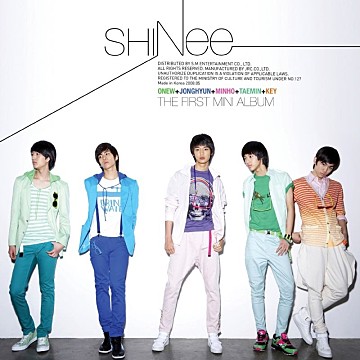 SHINee
DISTRIBUTED BY S.M ENTERTAINMENT CO., LTD.
ALL RIGHTS RESERVED. MANUFACTURED BY JRC CO.,LTD.
UNAUTHORIZE DUPLICATION IS A VIOLATION OF APPLICABLE LAWS.
REGISTERED TO THE MINISTRY OF CULTURE AND TOURISM UNDER NO.127
Made in Korea 2008.05
ONEW+JONGHYUN+MINHO+TAEMIN+KEY
THE FIRST MINI ALBUM